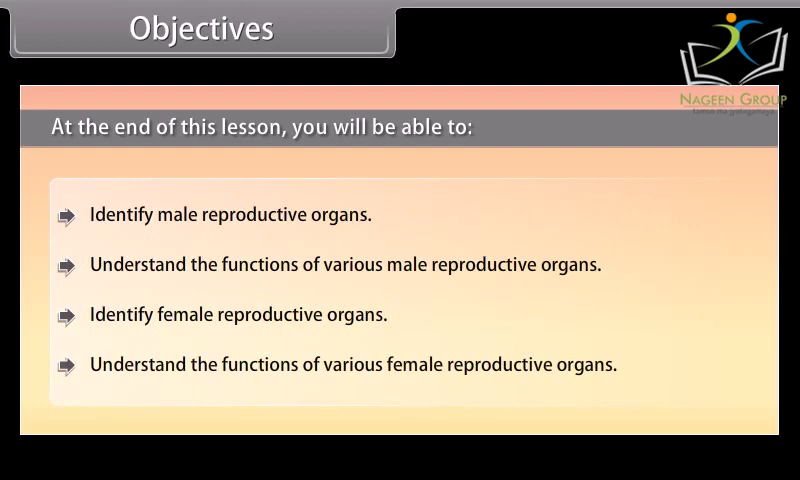 Objectives
NAGEEN GROUP
At the end of this lesson, you will be able to:
Identify male reproductive organs.
Understand the functions of various male reproductive organs.
Identify female reproductive organs.
Understand the functions of various female reproductive organs.